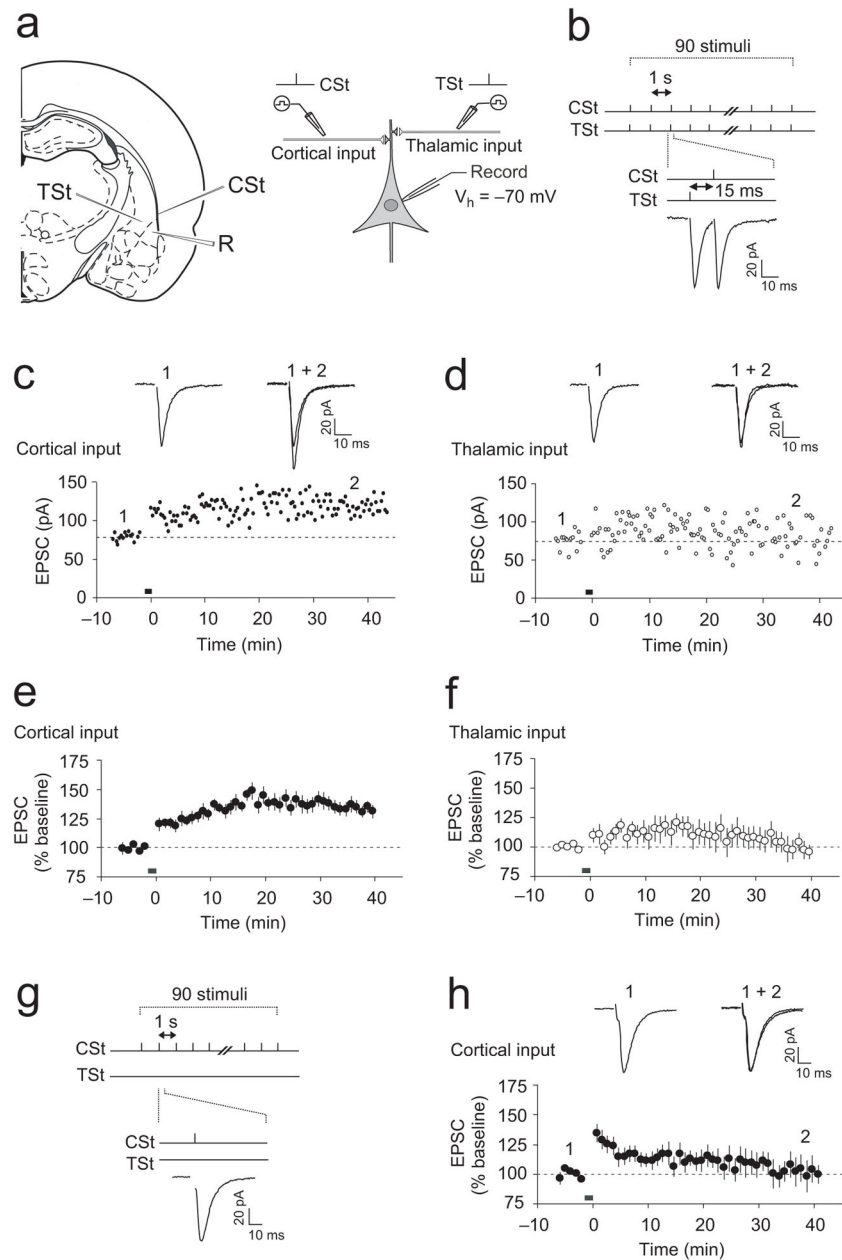 a
CSt
TSt
Cortical input
Thalamic input
Record
Vh = –70 mV
TSt
CSt
R
b
90 stimuli
1 s
CSt
TSt
CSt
15 ms
TSt
20 pA
10 ms
c
1
1 + 2
20 pA
10 ms
Cortical input
150
100
50
0
EPSC (pA)
1
2
–10
0
10
20
30
40
Time (min)
d
1
1 + 2
20 pA
10 ms
Thalamic input
150
100
50
0
EPSC (pA)
1
2
–10
0
10
20
30
40
Time (min)
e
Cortical input
175
150
125
100
75
EPSC
(% baseline)
–10
0
10
20
30
40
Time (min)
f
Thalamic input
175
150
125
100
75
EPSC
(% baseline)
–10
0
10
20
30
40
Time (min)
g
90 stimuli
1 s
CSt
TSt
CSt
TSt
20 pA
10 ms
h
1
1 + 2
20 pA
10 ms
Cortical input
175
150
125
100
75
EPSC
(% baseline)
1
2
–10
0
10
20
30
40
Time (min)